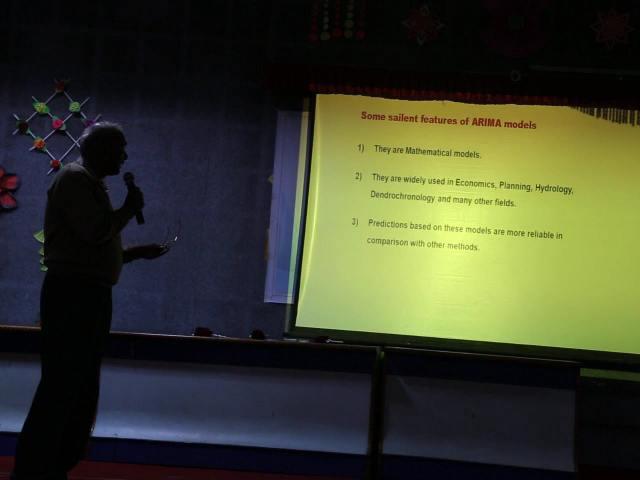 Some sailent features of ARIMA models
1) They are Mathematical models.
2) They are widely used in Economics, Planning, Hydrology,
Dendrochronology and many other fields.
3) Predictions based on these models are more reliable in
comparison with other methods.